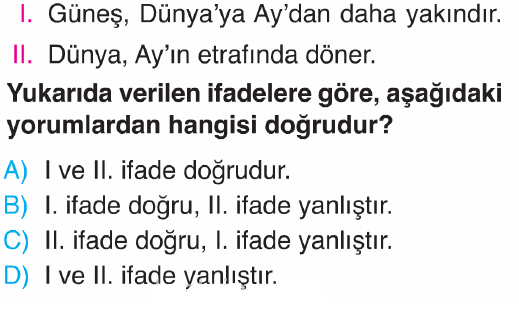 I. Güneş, Dünya’ya Ay’dan daha yakındır.
II. Dünya, Ay’ın etrafında döner.
Yukarıda verilen ifadelere göre, aşağıdaki
yorumlardan hangisi doğrudur?
A) I ve II. ifade doğrudur.
B) I. ifade doğru, II. ifade yanlıştır.
C) II. ifade doğru, I. ifade yanlıştır.
D) I ve II. ifade yanlıştır.